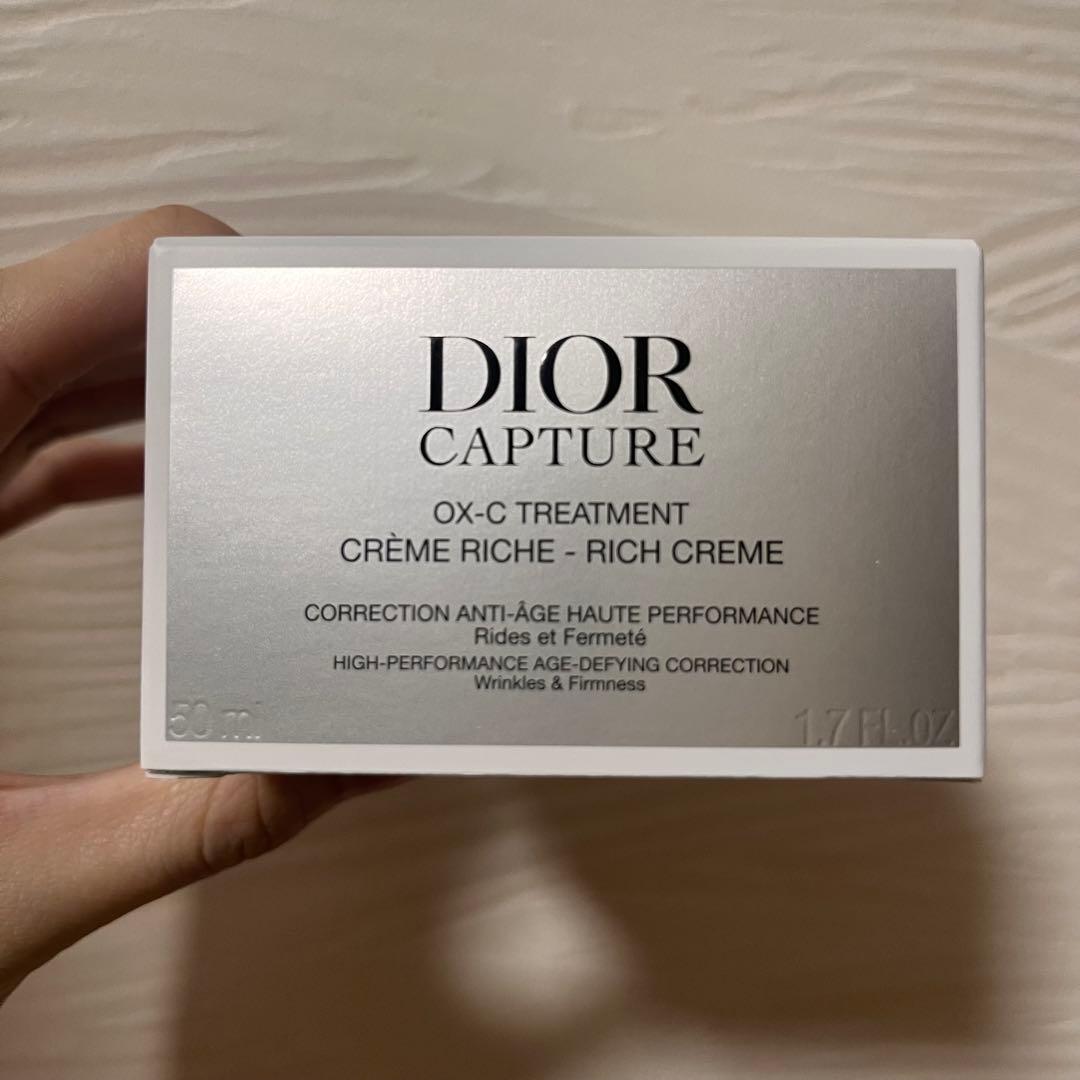 DIOR
CAPTURE
OX-C TREATMENT
CRÈME RICHE - RICH CREME
CORRECTION ANTI-ÂGE HAUTE PERFORMANCE
Rides et Fermeté
HIGH-PERFORMANCE AGE-DEFYING CORRECTION
Wrinkles & Firmness
50 ml
1.7 FL.OZ